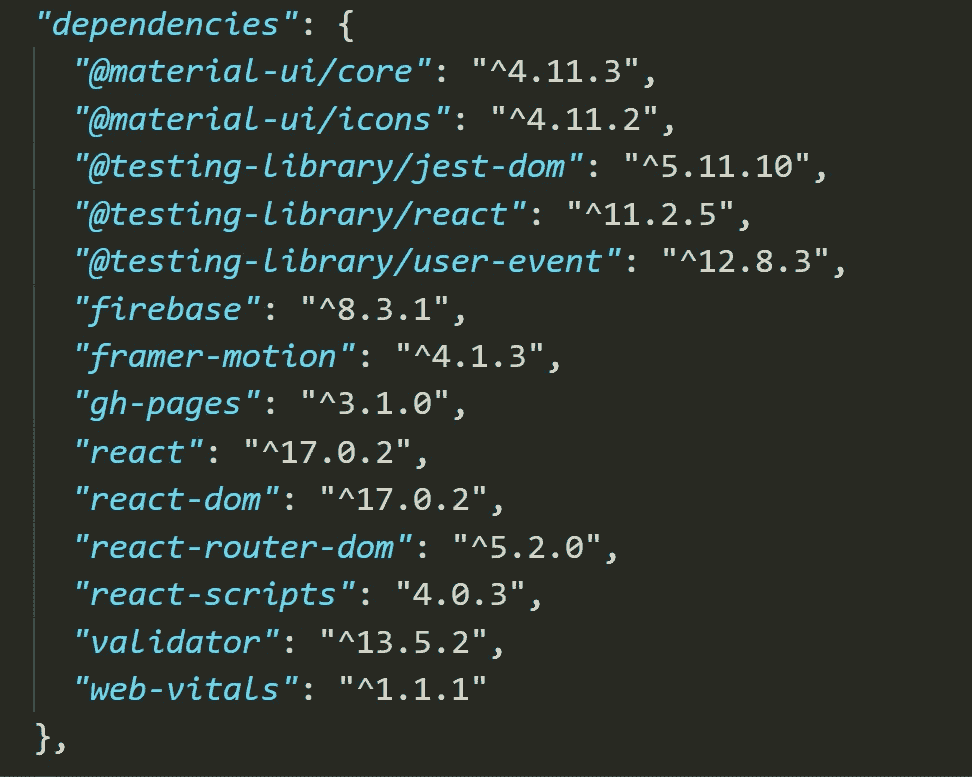 "dependencies": {
"@material-ui/core": "^4.11.3",
"@material-ui/icons": "^4.11.2",
"@testing-library/jest-dom": "^5.11.10",
"@testing-library/react": "^11.2.5",
"@testing-library/user-event": "^12.8.3",
"firebase": "^8.3.1",
"framer-motion": "^4.1.3",
"gh-pages": "^3.1.0",
"react": "^17.0.2",
"react-dom": "^17.0.2",
"react-router-dom": "^5.2.0",
"react-scripts": "4.0.3",
"validator": "^13.5.2",
"web-vitals": "^1.1.1"
},